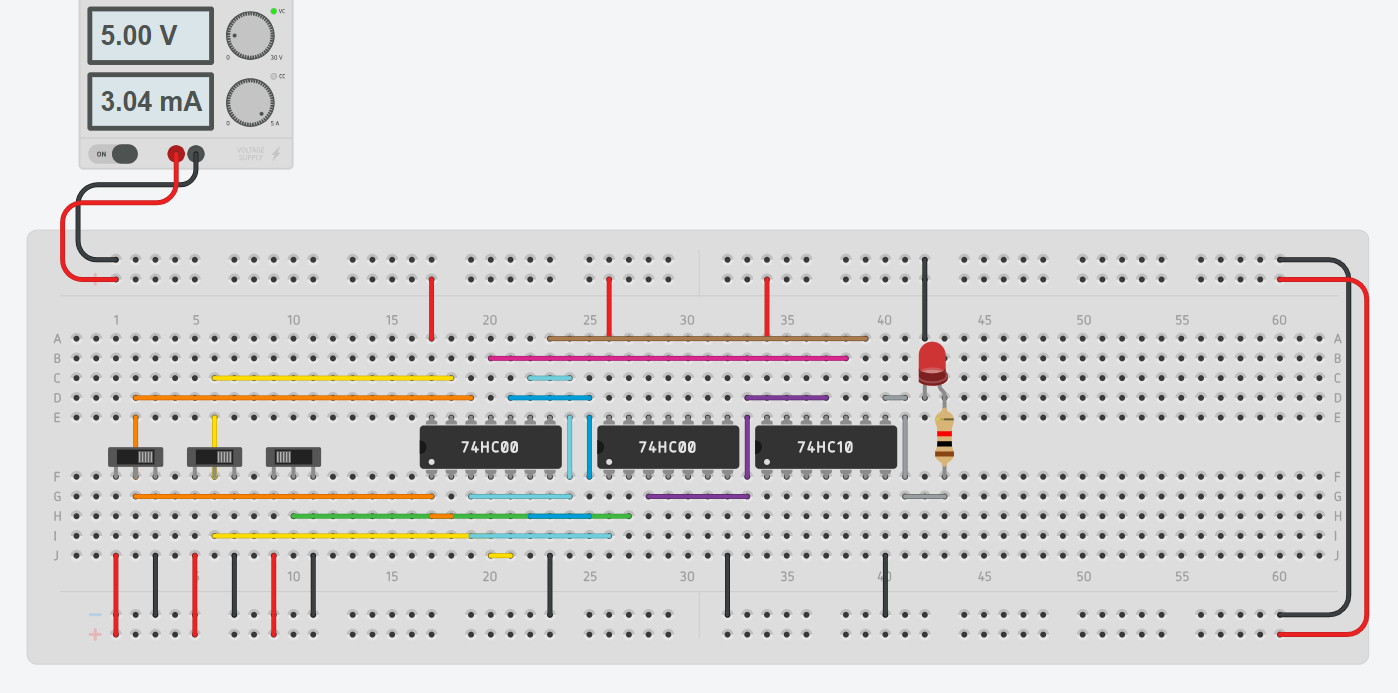 5.00 V
VC
0 30 V
3.04 mA
CC
0 5 A
ON
VOLTAGE
SUPPLY
+
1 5 10 15 20 25 30 35 40 45 50 55 60
A A
B B
C C
D D
E E
74HC00 74HC00 74HC10
F F
G G
H H
I I
J J
5 10 15 20 25 30 35 40 45 50 55 60
−
+